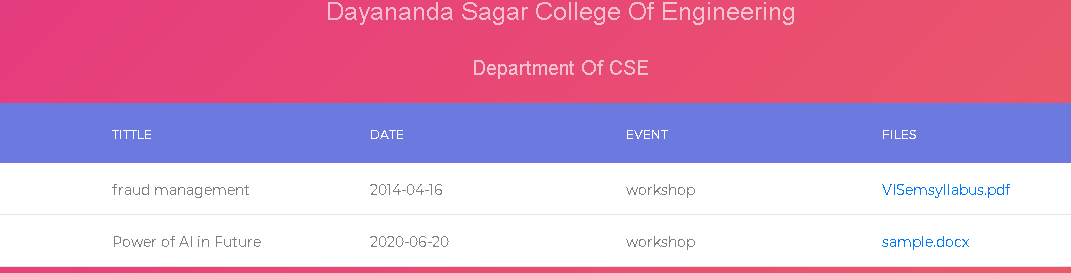 Dayananda Sagar College Of Engineering
Department Of CSE
TITTLE DATE EVENT FILES
fraud management 2014-04-16 workshop VISemsyllabus.pdf
Power of AI in Future 2020-06-20 workshop sample.docx